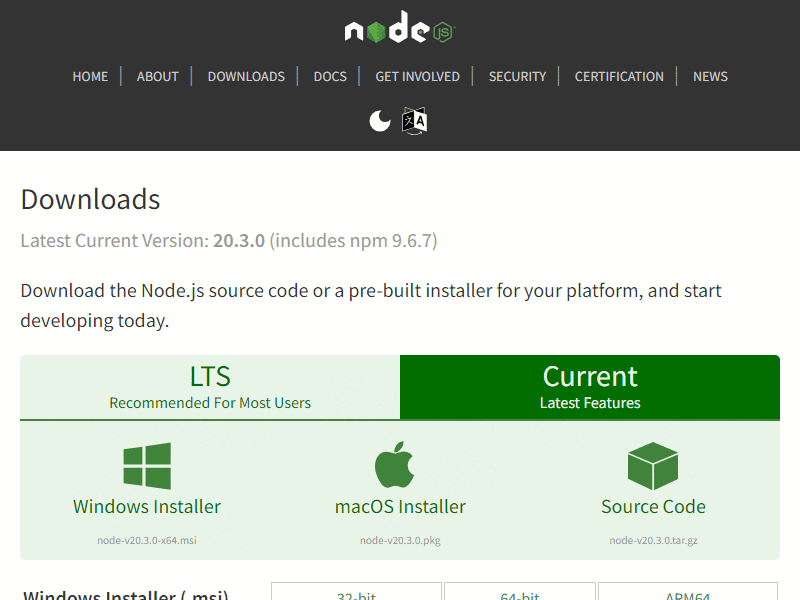 node JS
HOME ABOUT DOWNLOADS DOCS GET INVOLVED SECURITY CERTIFICATION NEWS
文 A
Downloads
Latest Current Version: 20.3.0 (includes npm 9.6.7)
Download the Node.js source code or a pre-built installer for your platform, and start
developing today.
LTS
Recommended For Most Users
Current
Latest Features
Windows Installer
node-v20.3.0-x64.msi
macOS Installer
node-v20.3.0.pkg
Source Code
node-v20.3.0.tar.gz
Windows Installer (.msi) 32-bit 64-bit ARM64